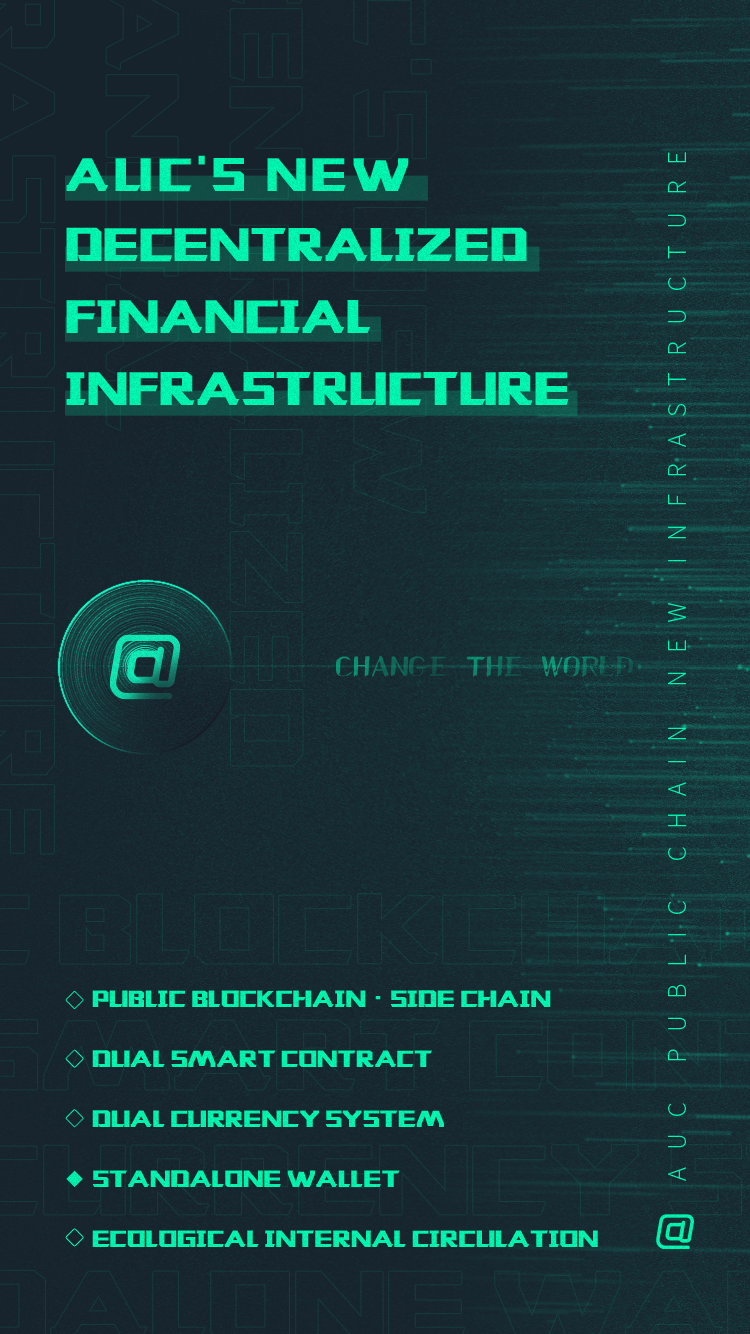 AUC'S NEW
DECENTRALIZED
FINANCIAL
INFRASTRUCTURE
@
CHANGE THE WORLD
PUBLIC BLOCKCHAIN · SIDE CHAIN
DUAL SMART CONTRACT
DUAL CURRENCY SYSTEM
STANDALONE WALLET
ECOLOGICAL INTERNAL CIRCULATION
AUC PUBLIC CHAIN NEW INFRASTRUCTURE
@